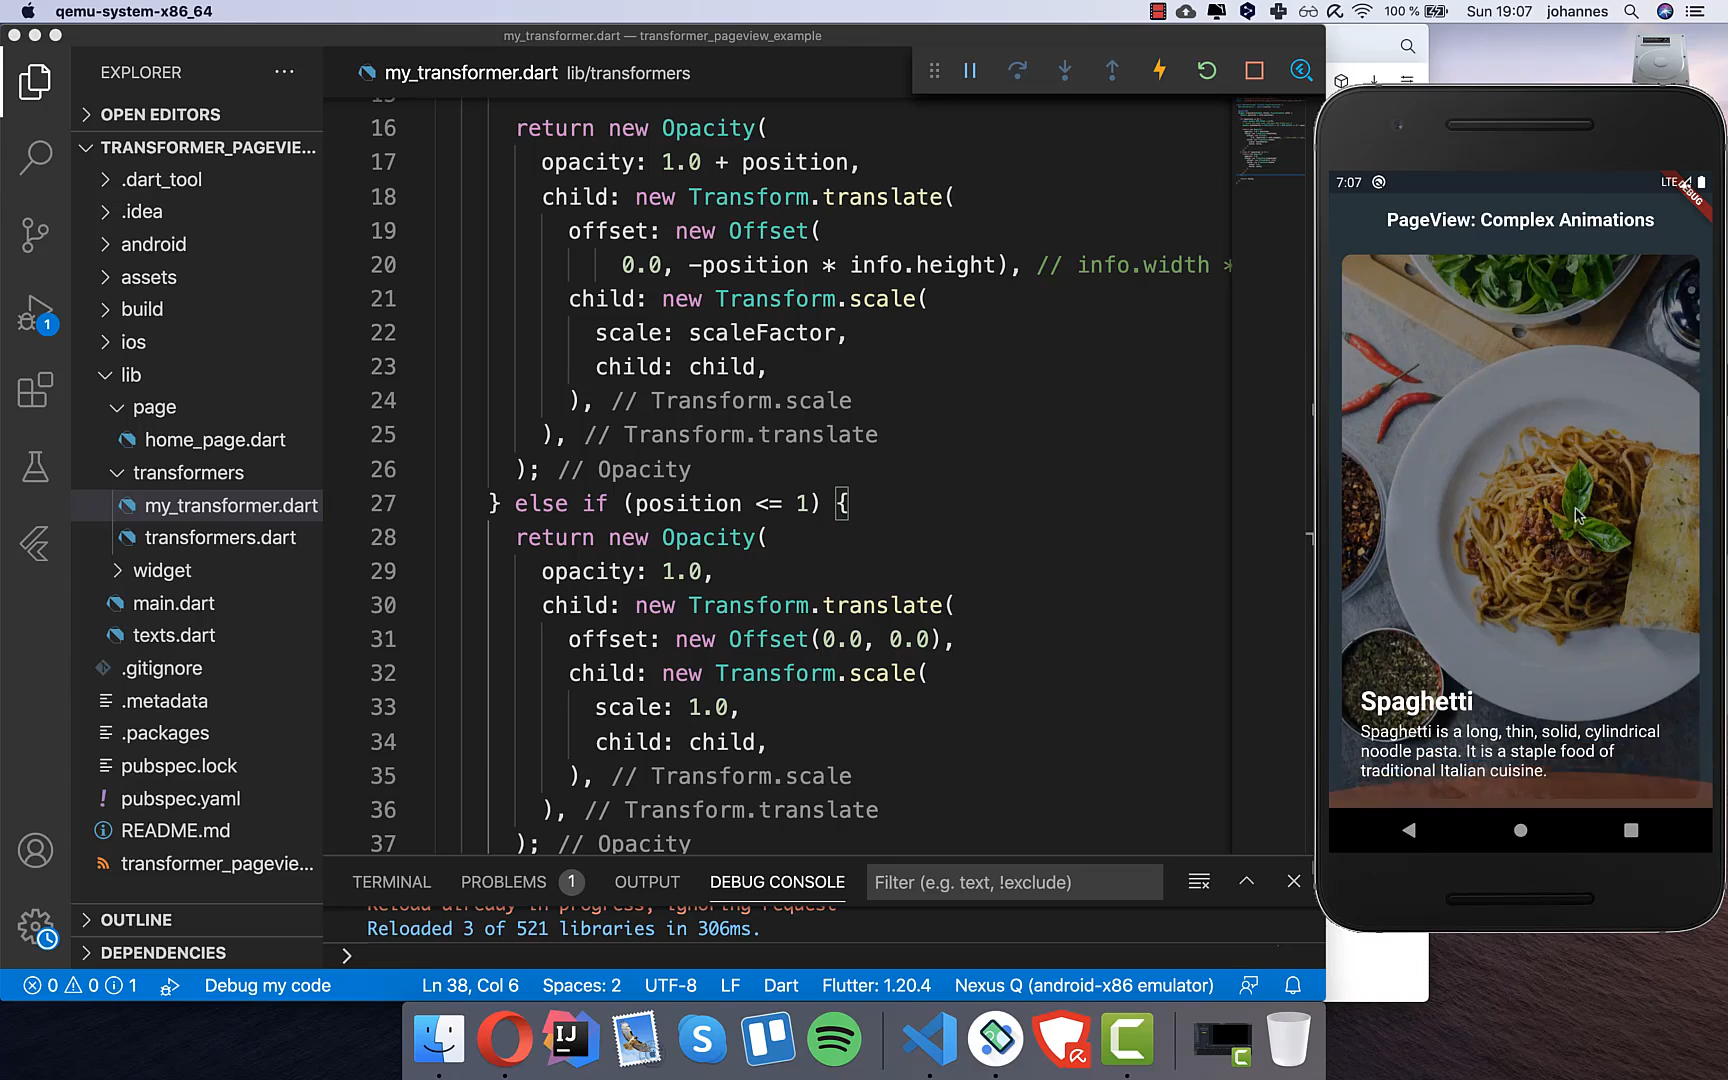 qemu-system-x86_64
100 %
Sun 19:07
johannes
my_transformer.dart — transformer_pageview_example
EXPLORER
my_transformer.dart lib/transformers
OPEN EDITORS
TRANSFORMER_PAGEVIE...
.dart_tool
.idea
android
assets
build
ios
lib
page
home_page.dart
transformers
my_transformer.dart
transformers.dart
widget
main.dart
texts.dart
.gitignore
.metadata
.packages
pubspec.lock
pubspec.yaml
README.md
transformer_pagevie...
OUTLINE
DEPENDENCIES
1
16 return new Opacity(
17 opacity: 1.0 + position,
18 child: new Transform.translate(
19 offset: new Offset(
20 0.0, -position * info.height), // info.width *
21 child: new Transform.scale(
22 scale: scaleFactor,
23 child: child,
24 ), // Transform.scale
25 ), // Transform.translate
26 ); // Opacity
27 } else if (position <= 1) {
28 return new Opacity(
29 opacity: 1.0,
30 child: new Transform.translate(
31 offset: new Offset(0.0, 0.0),
32 child: new Transform.scale(
33 scale: 1.0,
34 child: child,
35 ), // Transform.scale
36 ), // Transform.translate
37 ); // Opacity
TERMINAL PROBLEMS 1 OUTPUT DEBUG CONSOLE Filter (e.g. text, !exclude)
Reload already in progress, ignoring request
Reloaded 3 of 521 libraries in 306ms.
0 0 1 Debug my code Ln 38, Col 6 Spaces: 2 UTF-8 LF Dart Flutter: 1.20.4 Nexus Q (android-x86 emulator)
7:07 LTE
DEBUG
PageView: Complex Animations
Spaghetti
Spaghetti is a long, thin, solid, cylindrical
noodle pasta. It is a staple food of
traditional Italian cuisine.
IJ